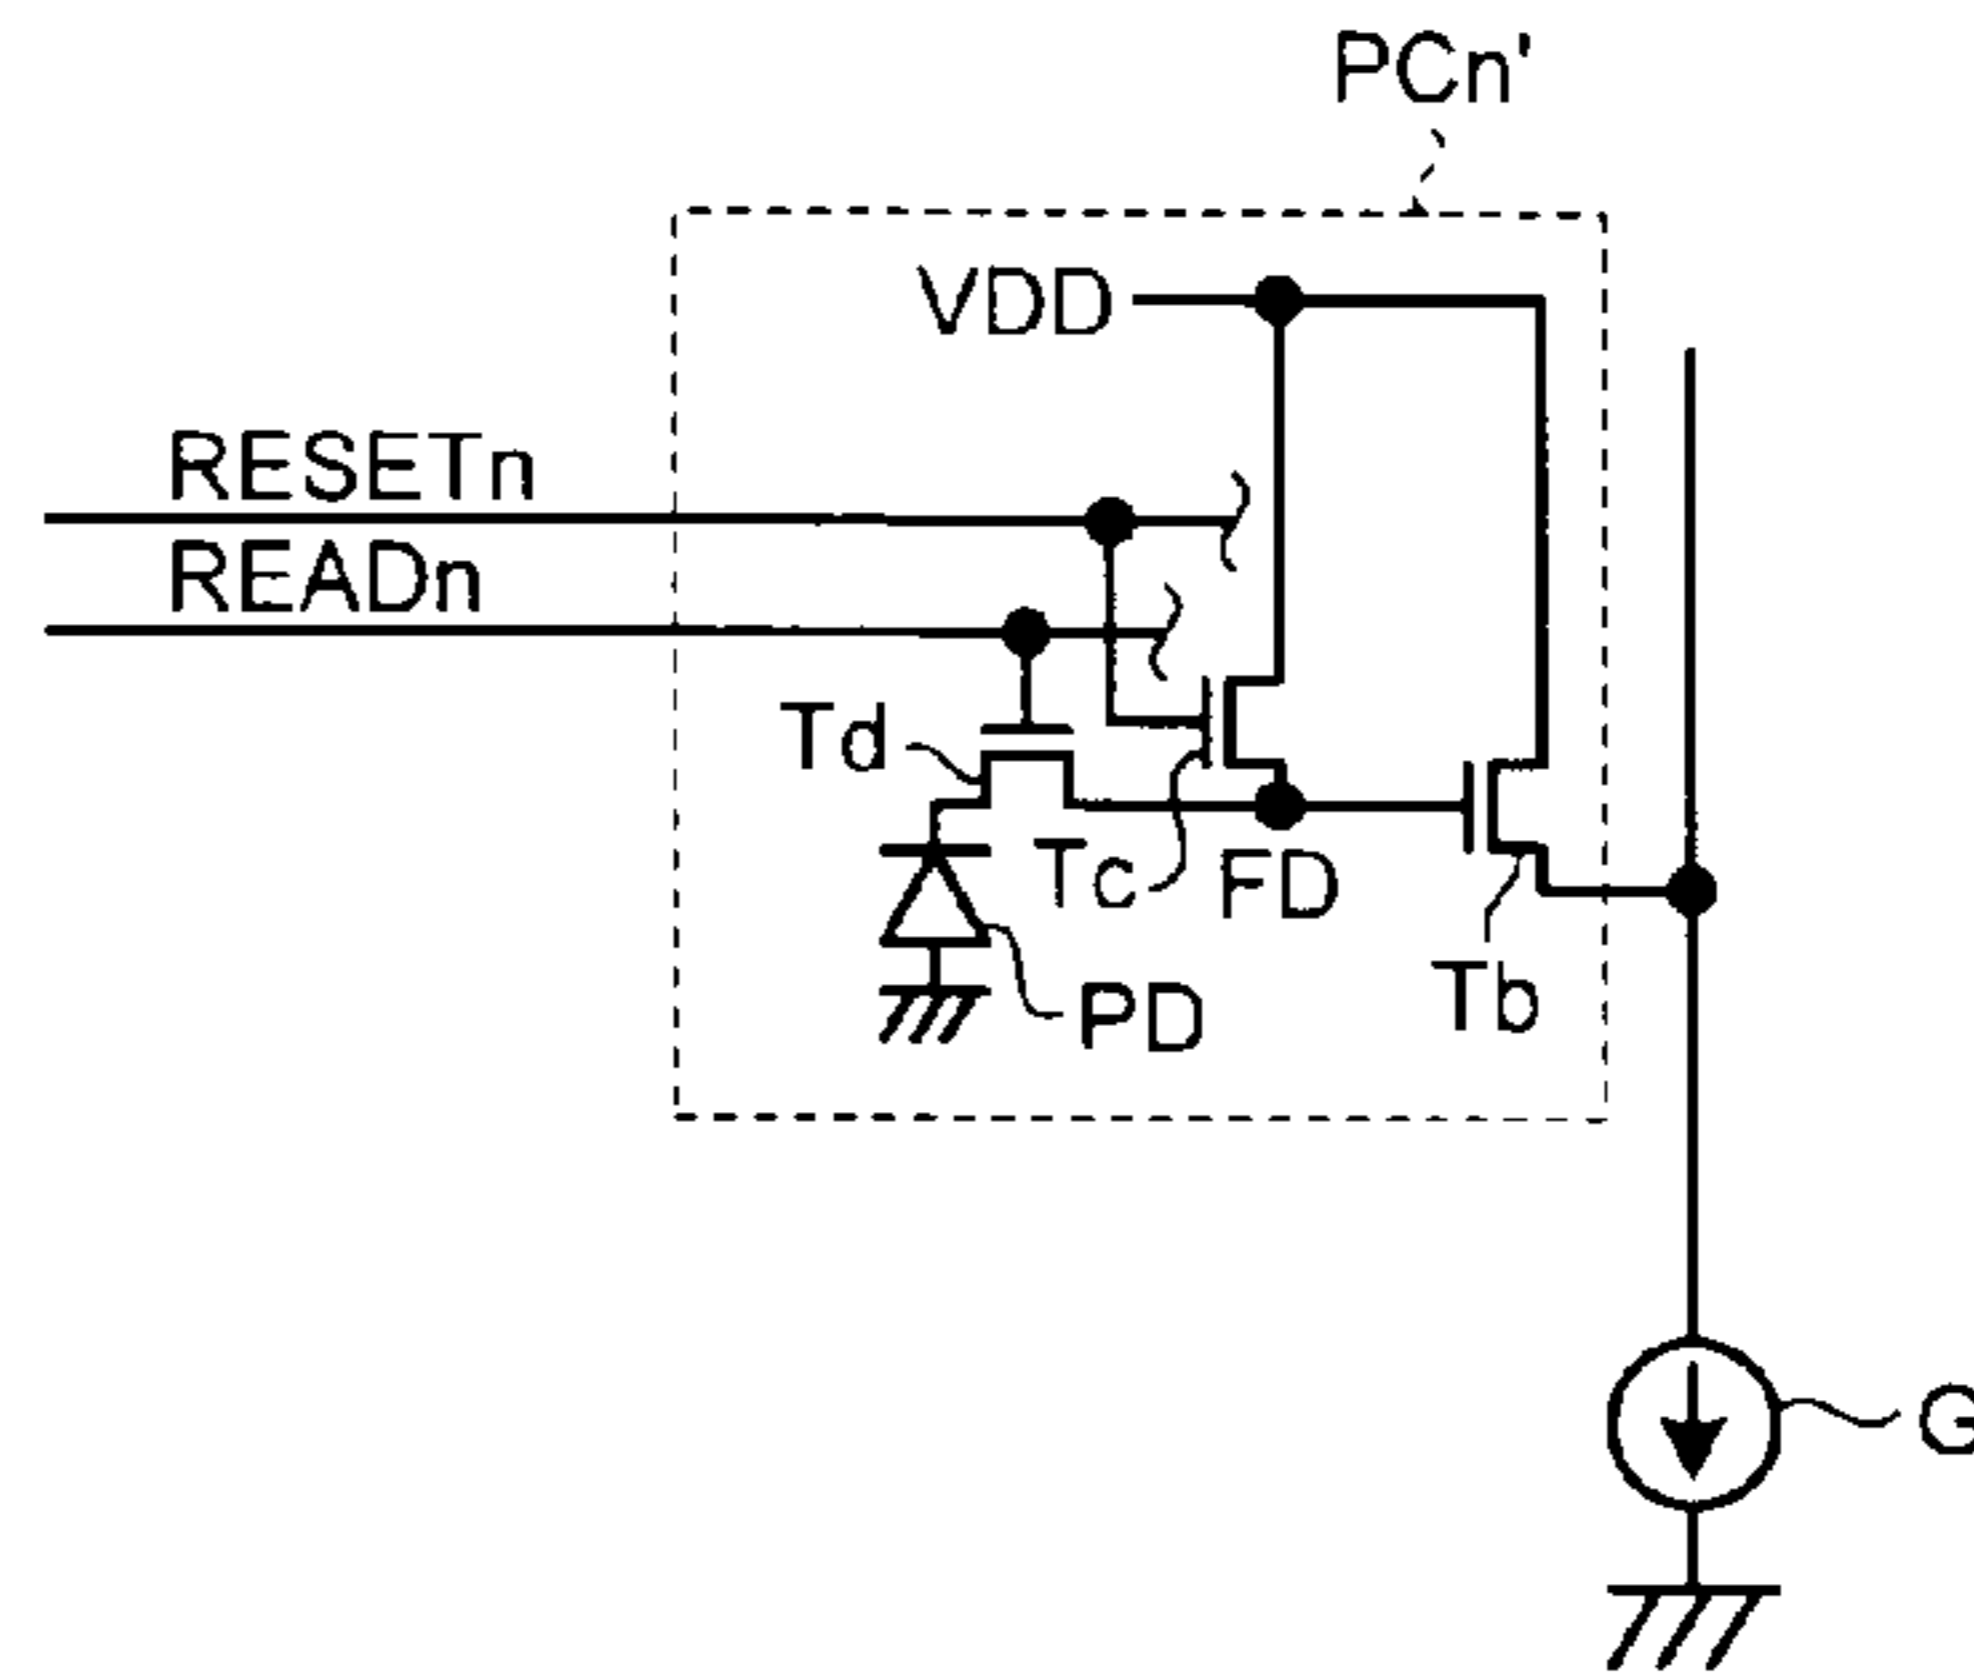 PCn'
VDD
RESETn
READn
Td
Tc
FD
PD
Tb
G